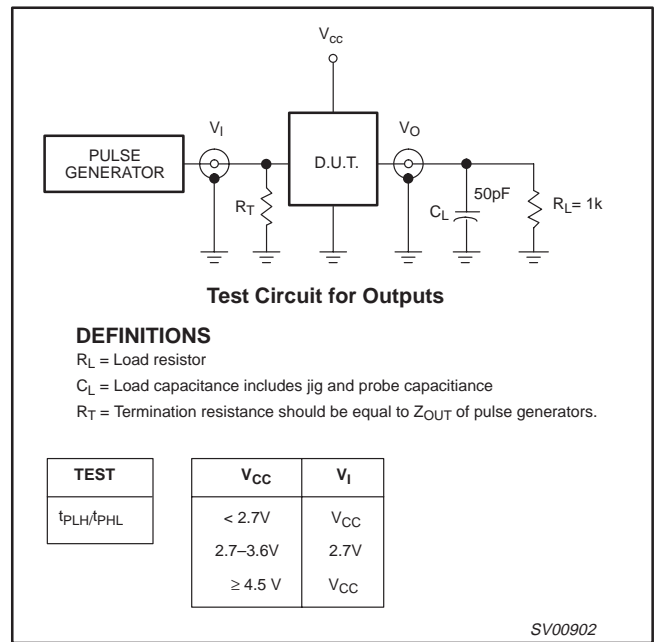 Vcc
VI
VO
PULSE
GENERATOR
D.U.T.
RT
50pF
CL
RL= 1k
Test Circuit for Outputs
DEFINITIONS
RL = Load resistor
CL = Load capacitance includes jig and probe capacitiance
RT = Termination resistance should be equal to ZOUT of pulse generators.
TEST
tPLH/tPHL
VCC VI
< 2.7V VCC
2.7–3.6V 2.7V
≥ 4.5 V VCC
SV00902